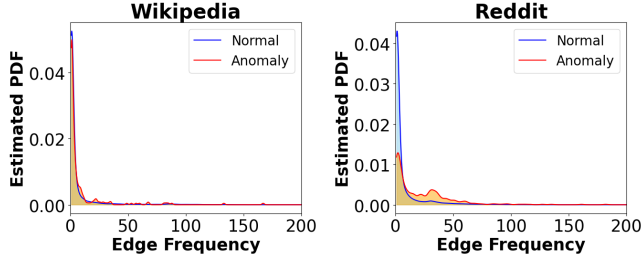 Wikipedia
Estimated PDF
0.04
0.02
0.00
Normal
Anomaly
0 50 100 150 200
Edge Frequency
Reddit
Estimated PDF
0.04
0.03
0.02
0.01
0.00
Normal
Anomaly
0 50 100 150 200
Edge Frequency